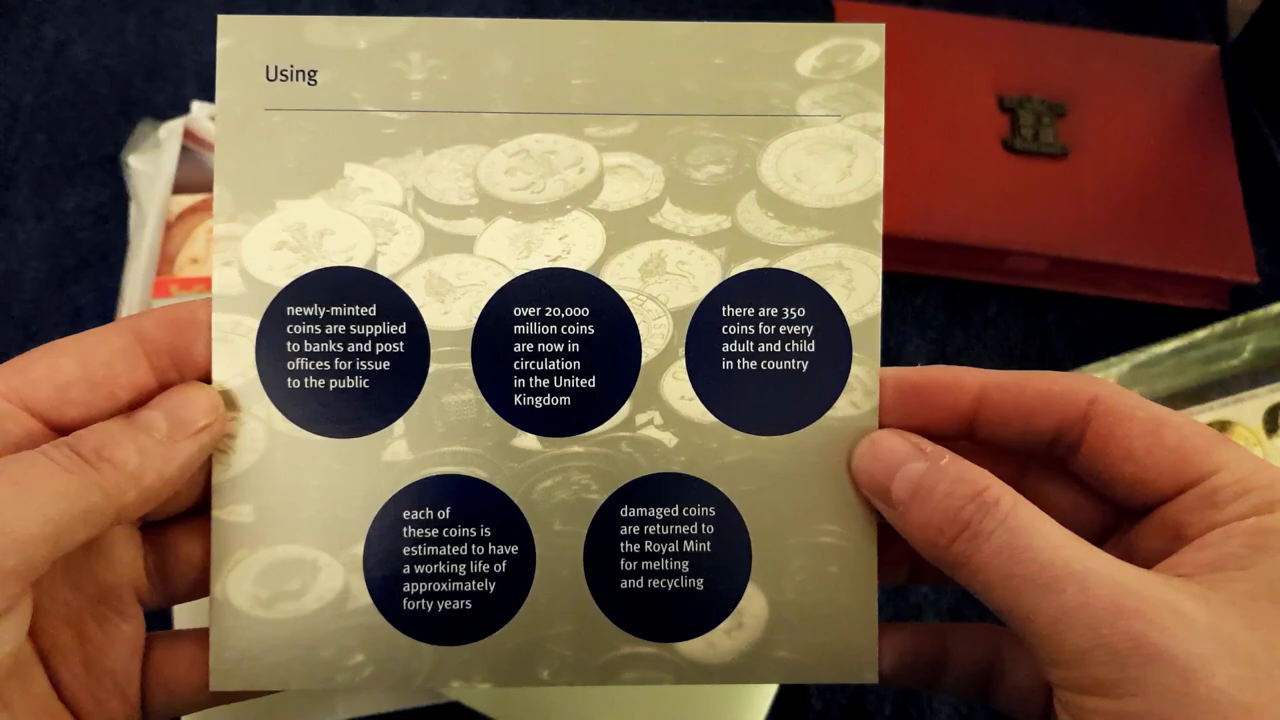 Using
newly-minted
coins are supplied
to banks and post
offices for issue
to the public
over 20,000
million coins
are now in
circulation
in the United
Kingdom
there are 350
coins for every
adult and child
in the country
each of
these coins is
estimated to have
a working life of
approximately
forty years
damaged coins
are returned to
the Royal Mint
for melting
and recycling